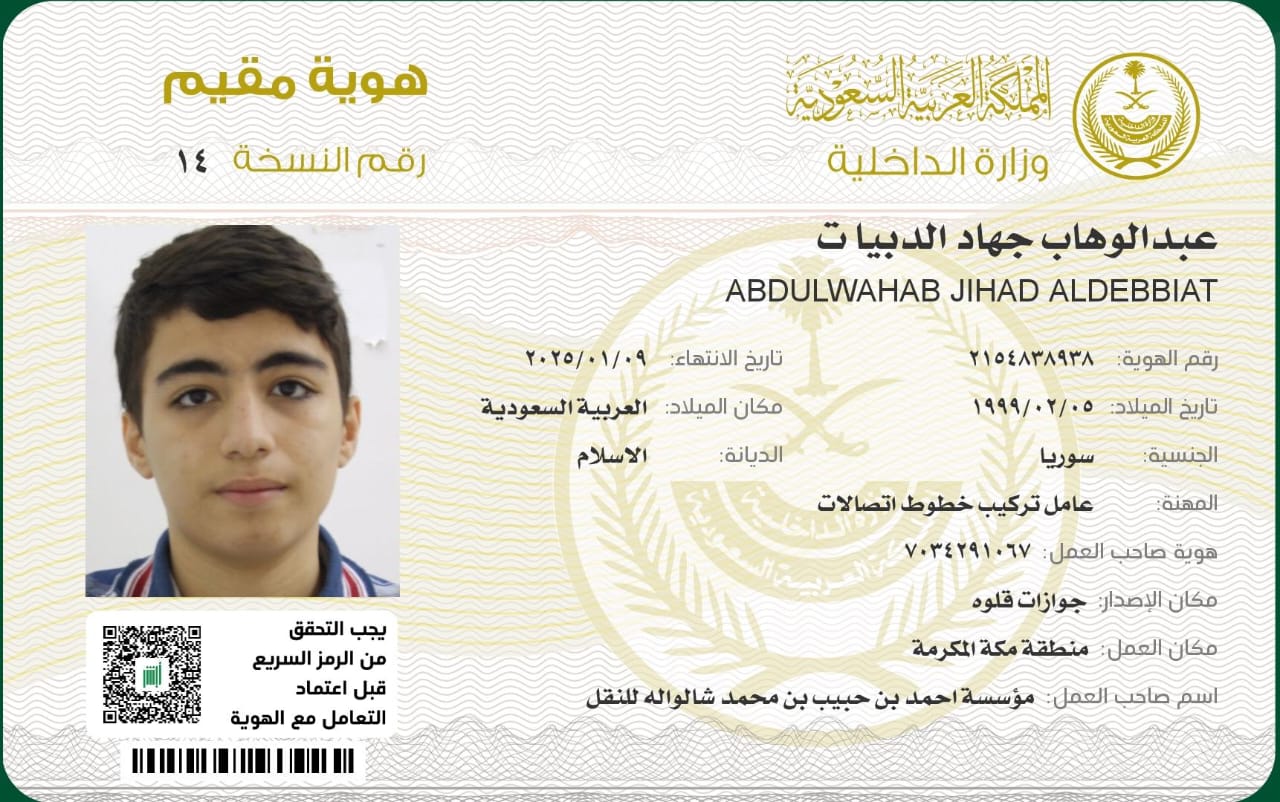 المملكة العربية السعودية
وزارة الداخلية
هوية مقيم
رقم النسخة ١٤
عبدالوهاب جهاد الدبيا ت
ABDULWAHAB JIHAD ALDEBBIAT
رقم الهوية: ٢١٥٤٨٣٨٩٣٨ تاريخ الانتهاء: ٢٠٢٥/٠١/٠٩
تاريخ الميلاد: ١٩٩٩/٠٢/٠٥ مكان الميلاد: العربية السعودية
الجنسية: سوريا الديانة: الاسلام
المهنة: عامل تركيب خطوط اتصالات
هوية صاحب العمل: ٧٠٣٤٢٩١٠٦٧
مكان الإصدار: جوازات قلوه
مكان العمل: منطقة مكة المكرمة
اسم صاحب العمل: مؤسسة احمد بن حبيب بن محمد شالواله للنقل
يجب التحقق
من الرمز السريع
قبل اعتماد
التعامل مع الهوية